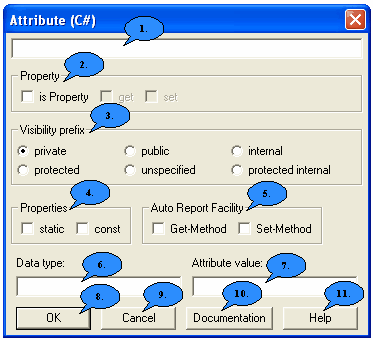 Attribute (C#)
1.
Property
2.
is Property get set
Visibility prefix
3.
private public internal
protected unspecified protected internal
4.
5.
Properties Auto Report Facility
static const Get-Method Set-Method
Data type: 6. Attribute value: 7.
8. 9. 10. 11.
OK Cancel Documentation Help